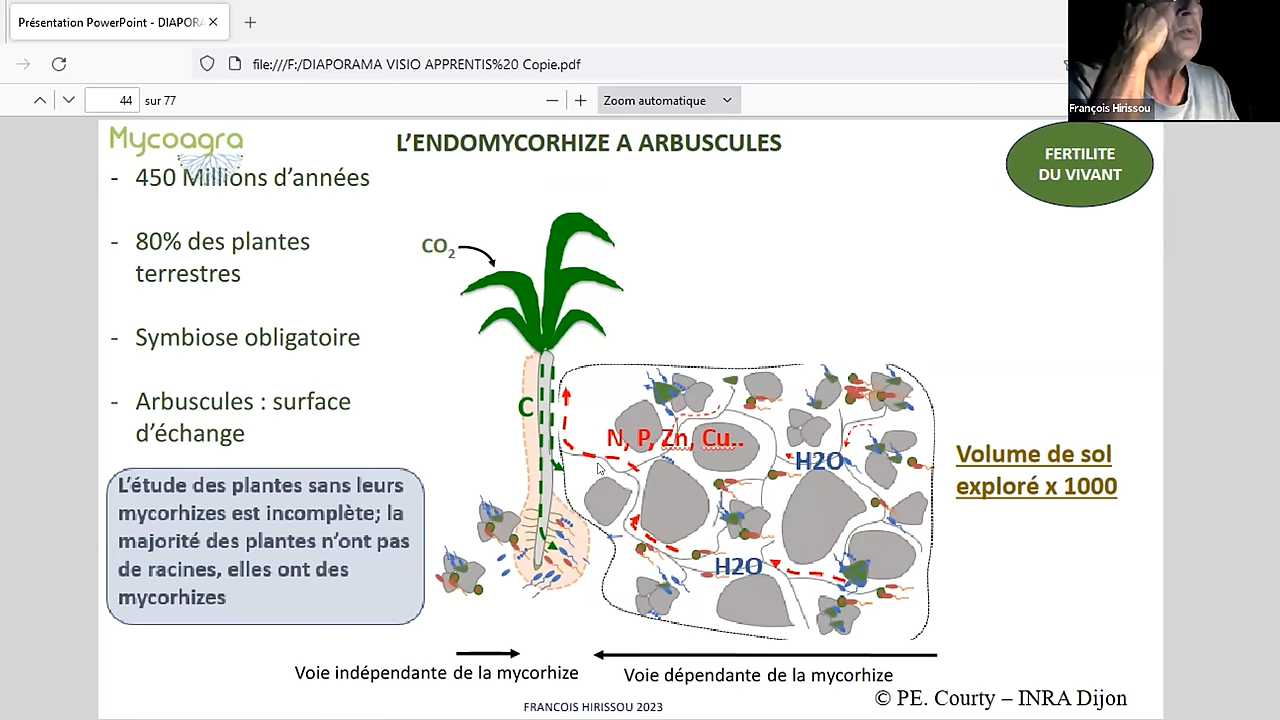 Présentation PowerPoint - DIAPORA
file:///F:/DIAPORAMA VISIO APPRENTIS%20 Copie.pdf
44 sur 77
Zoom automatique
François Hirissou
Mycoagra
L'ENDOMYCORHIZE A ARBUSCULES
FERTILITE
DU VIVANT
- 450 Millions d'années
- 80% des plantes
terrestres
- Symbiose obligatoire
- Arbuscules : surface
d'échange
L'étude des plantes sans leurs
mycorhizes est incomplète; la
majorité des plantes n'ont pas
de racines, elles ont des
mycorhizes
CO2
C
N, P, Zn, Cu..
H2O
H2O
Volume de sol
exploré x 1000
Voie indépendante de la mycorhize
Voie dépendante de la mycorhize
© PE. Courty – INRA Dijon
FRANCOIS HIRISSOU 2023